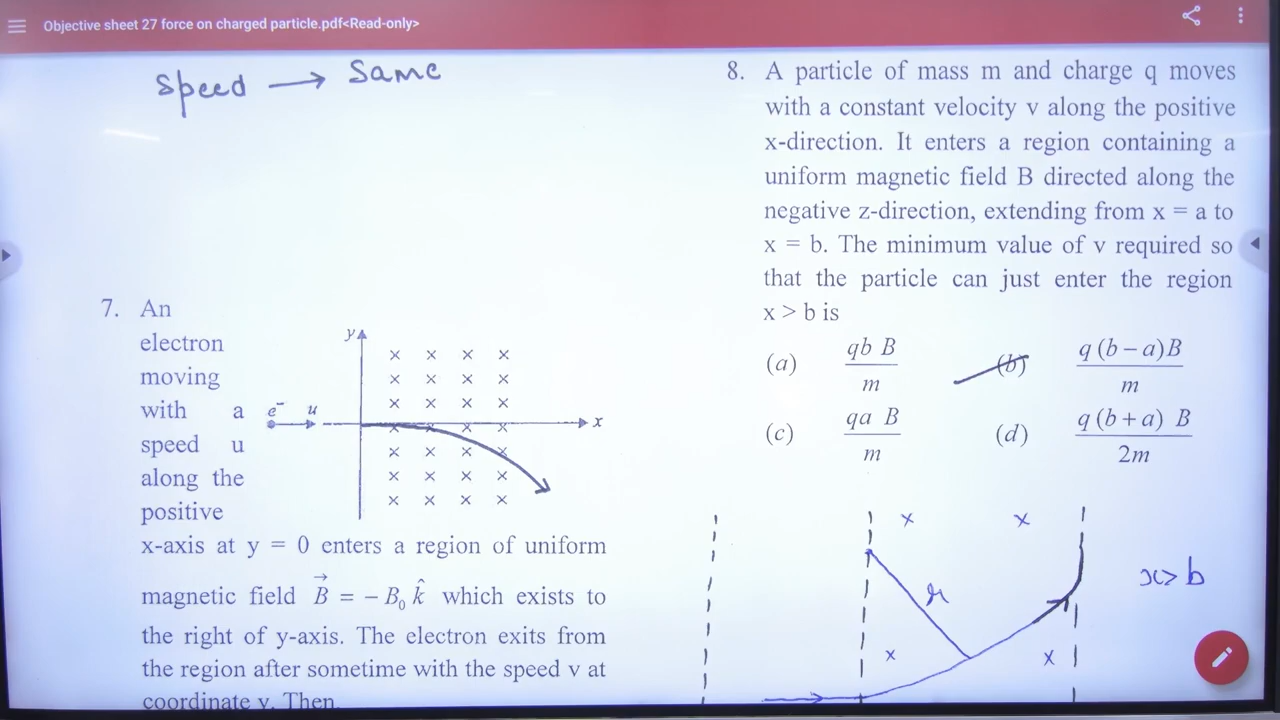 Objective sheet 27 force on charged particle.pdf<Read-only>
Speed → Same
7. An
electron
moving
with a
speed u
along the
positive
x-axis at y = 0 enters a region of uniform
magnetic field B⃗ = − B₀ k̂ which exists to
the right of y-axis. The electron exits from
the region after sometime with the speed v at
coordinate y. Then
y
× × × ×
× × × ×
× × × ×
e⁻ u
x
× × × ×
× × × ×
× × × ×
× × × ×
8. A particle of mass m and charge q moves
with a constant velocity v along the positive
x-direction. It enters a region containing a
uniform magnetic field B directed along the
negative z-direction, extending from x = a to
x = b. The minimum value of v required so
that the particle can just enter the region
x > b is
(a) qb B / m (b) q (b − a)B / m
(c) qa B / m (d) q (b + a) B / 2m
x x
x > b
r
x x